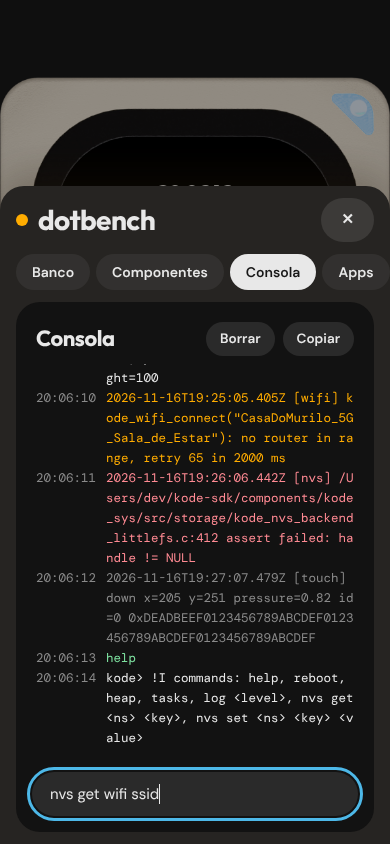 dotbench
×
Banco Componentes Consola Apps
Consola Borrar Copiar
ght=100
20:06:10 2026-11-16T19:25:05.405Z [wifi] k
ode_wifi_connect("CasaDoMurilo_5G
_Sala_de_Estar"): no router in ra
nge, retry 65 in 2000 ms
20:06:11 2026-11-16T19:26:06.442Z [nvs] /U
sers/dev/kode-sdk/components/kode
_sys/src/storage/kode_nvs_backend
_littlefs.c:412 assert failed: ha
ndle != NULL
20:06:12 2026-11-16T19:27:07.479Z [touch]
down x=205 y=251 pressure=0.82 id
=0 0xDEADBEEF0123456789ABCDEF0123
456789ABCDEF0123456789ABCDEF
20:06:13 help
20:06:14 kode> !I commands: help, reboot,
heap, tasks, log <level>, nvs get
<ns> <key>, nvs set <ns> <key> <v
alue>
nvs get wifi ssid